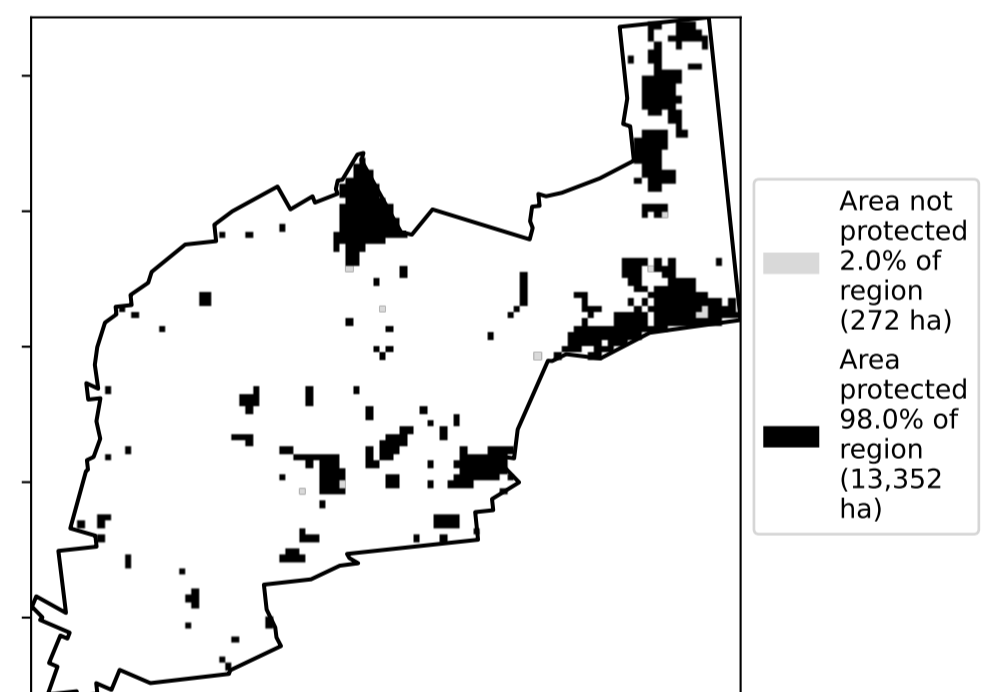 Area not
protected
2.0% of
region
(272 ha)
Area
protected
98.0% of
region
(13,352
ha)